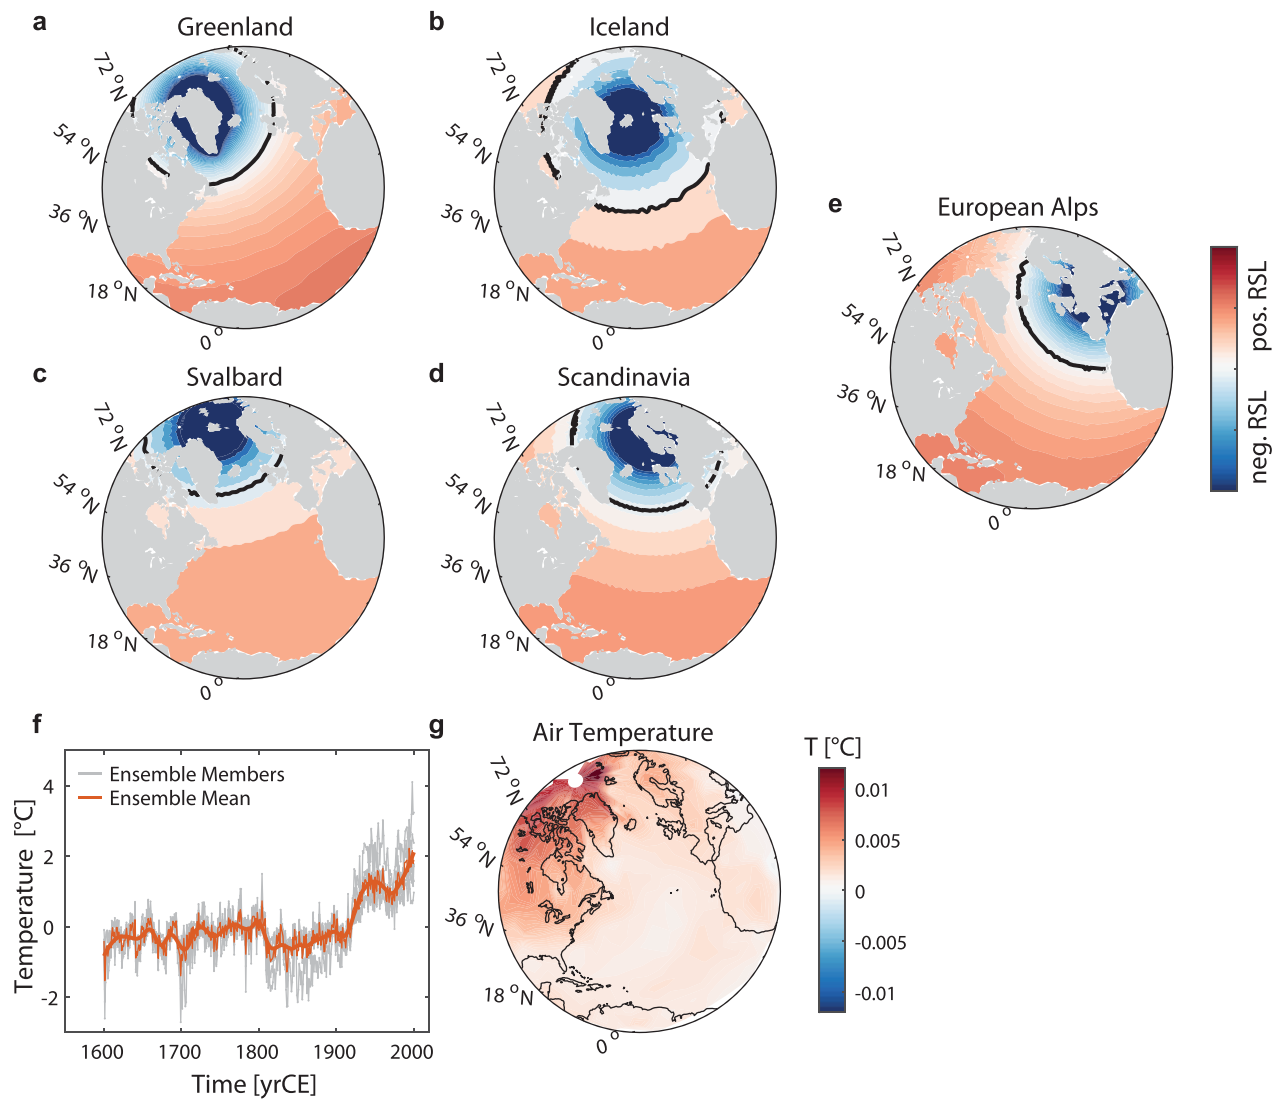 a
Greenland
72 °N
54 °N
36 °N
18 °N
0 °
b
Iceland
72 °N
54 °N
36 °N
18 °N
0 °
c
Svalbard
72 °N
54 °N
36 °N
18 °N
0 °
d
Scandinavia
72 °N
54 °N
36 °N
18 °N
0 °
e
European Alps
72 °N
54 °N
36 °N
18 °N
0 °
neg. RSL pos. RSL
f
Ensemble Members
Ensemble Mean
Temperature [°C]
4
2
0
-2
1600 1700 1800 1900 2000
Time [yrCE]
g
Air Temperature
72 °N
54 °N
36 °N
18 °N
0 °
T [°C]
0.01
0.005
0
-0.005
-0.01